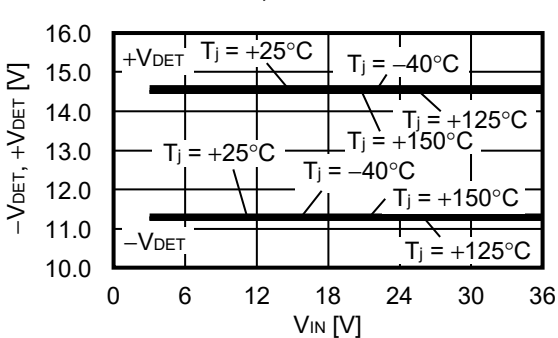 −VDET, +VDET [V]
16.0
15.0
14.0
13.0
12.0
11.0
10.0
+VDET
Tj = +25°C
Tj = −40°C
Tj = +125°C
Tj = +150°C
Tj = +25°C
Tj = −40°C
Tj = +150°C
−VDET
Tj = +125°C
0 6 12 18 24 30 36
VIN [V]